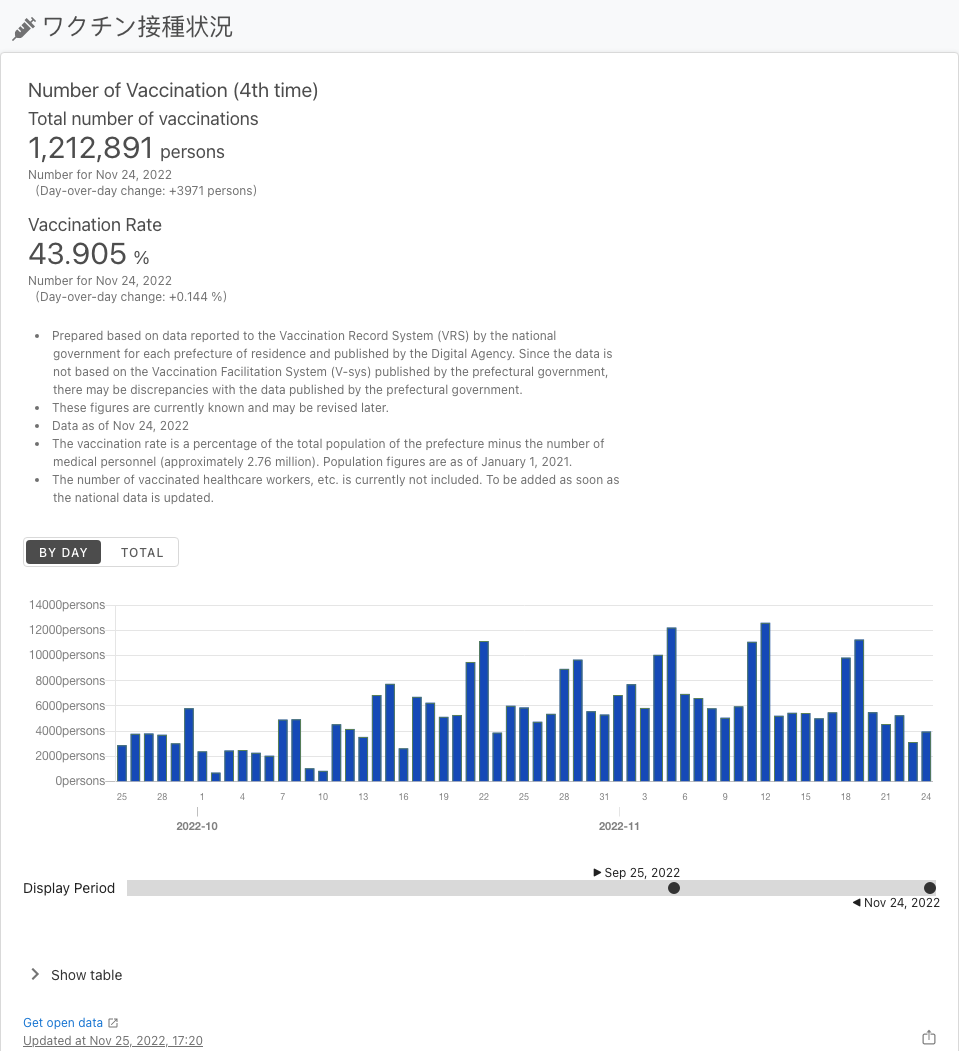 ワクチン接種状況
Number of Vaccination (4th time)
Total number of vaccinations
1,212,891 persons
Number for Nov 24, 2022
(Day-over-day change: +3971 persons)
Vaccination Rate
43.905 %
Number for Nov 24, 2022
(Day-over-day change: +0.144 %)
• Prepared based on data reported to the Vaccination Record System (VRS) by the national
government for each prefecture of residence and published by the Digital Agency. Since the data is
not based on the Vaccination Facilitation System (V-sys) published by the prefectural government,
there may be discrepancies with the data published by the prefectural government.
• These figures are currently known and may be revised later.
• Data as of Nov 24, 2022
• The vaccination rate is a percentage of the total population of the prefecture minus the number of
medical personnel (approximately 2.76 million). Population figures are as of January 1, 2021.
• The number of vaccinated healthcare workers, etc. is currently not included. To be added as soon as
the national data is updated.
BY DAY TOTAL
14000persons
12000persons
10000persons
8000persons
6000persons
4000persons
2000persons
0persons
25 28 1 4 7 10 13 16 19 22 25 28 31 3 6 9 12 15 18 21 24
2022-10 2022-11
Sep 25, 2022
Display Period
Nov 24, 2022
Show table
Get open data
Updated at Nov 25, 2022, 17:20